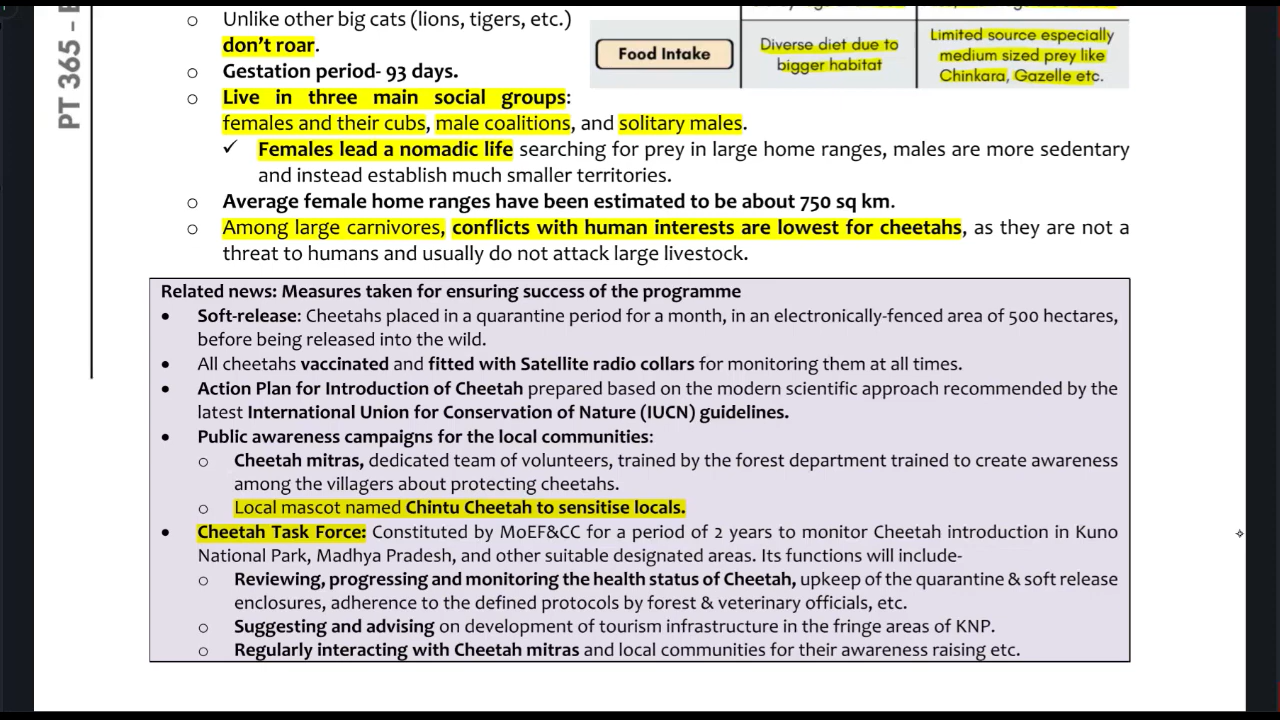 PT 365 - E
Unlike other big cats (lions, tigers, etc.)
don't roar.
o Gestation period- 93 days.
o Live in three main social groups:
females and their cubs, male coalitions, and solitary males.
✓ Females lead a nomadic life searching for prey in large home ranges, males are more sedentary
and instead establish much smaller territories.
o Average female home ranges have been estimated to be about 750 sq km.
o Among large carnivores, conflicts with human interests are lowest for cheetahs, as they are not a
threat to humans and usually do not attack large livestock.
Food Intake
Diverse diet due to
bigger habitat
Limited source especially
medium sized prey like
Chinkara, Gazelle etc.
Related news: Measures taken for ensuring success of the programme
• Soft-release: Cheetahs placed in a quarantine period for a month, in an electronically-fenced area of 500 hectares,
before being released into the wild.
• All cheetahs vaccinated and fitted with Satellite radio collars for monitoring them at all times.
• Action Plan for Introduction of Cheetah prepared based on the modern scientific approach recommended by the
latest International Union for Conservation of Nature (IUCN) guidelines.
• Public awareness campaigns for the local communities:
o Cheetah mitras, dedicated team of volunteers, trained by the forest department trained to create awareness
among the villagers about protecting cheetahs.
o Local mascot named Chintu Cheetah to sensitise locals.
• Cheetah Task Force: Constituted by MoEF&CC for a period of 2 years to monitor Cheetah introduction in Kuno
National Park, Madhya Pradesh, and other suitable designated areas. Its functions will include-
o Reviewing, progressing and monitoring the health status of Cheetah, upkeep of the quarantine & soft release
enclosures, adherence to the defined protocols by forest & veterinary officials, etc.
o Suggesting and advising on development of tourism infrastructure in the fringe areas of KNP.
o Regularly interacting with Cheetah mitras and local communities for their awareness raising etc.